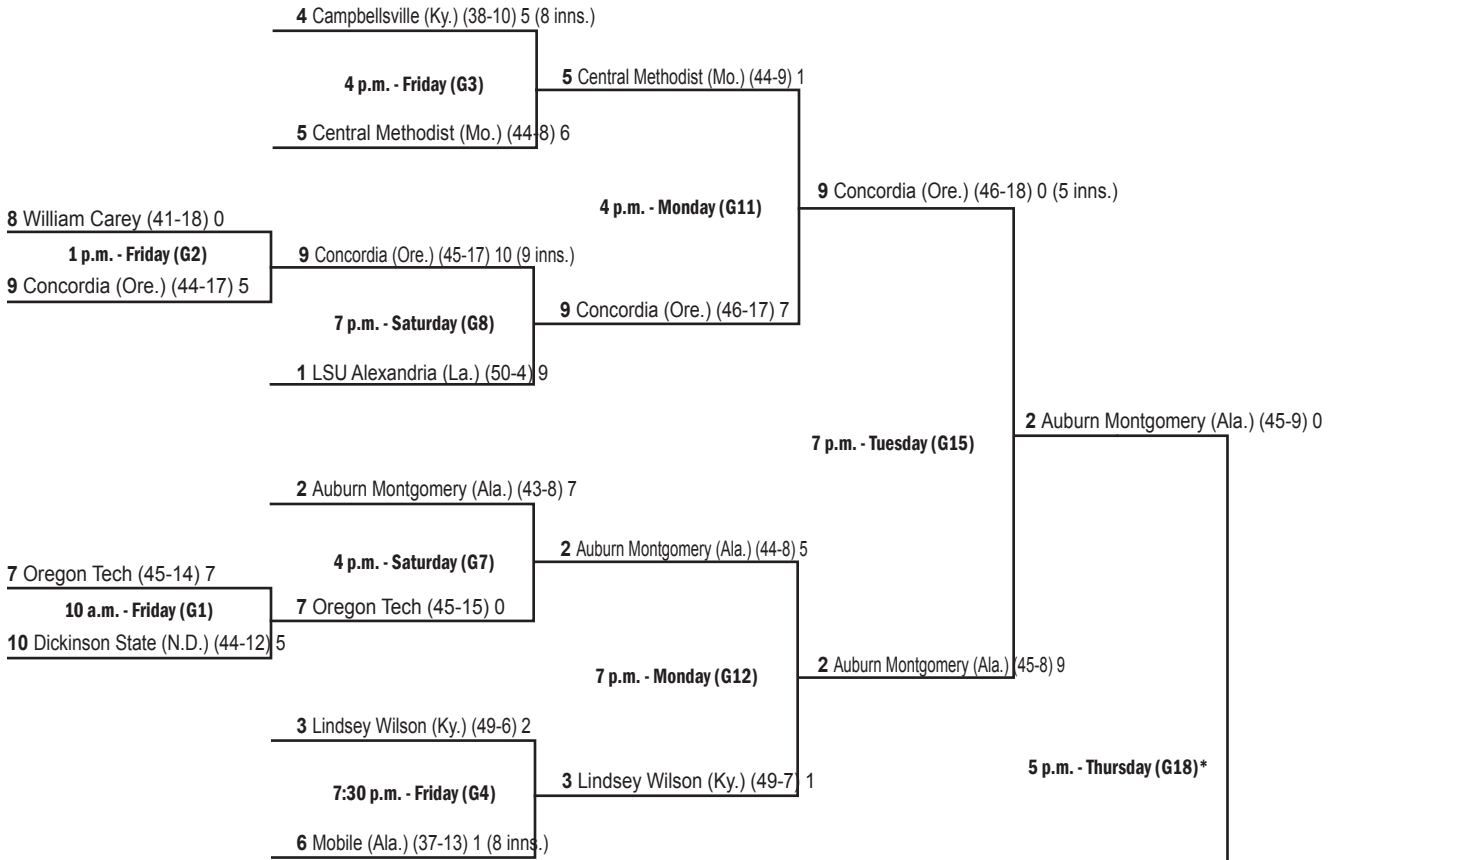 4 Campbellsville (Ky.) (38-10) 5 (8 inns.)
4 p.m. - Friday (G3)
5 Central Methodist (Mo.) (44-9) 1
5 Central Methodist (Mo.) (44-8) 6
4 p.m. - Monday (G11)
9 Concordia (Ore.) (46-18) 0 (5 inns.)
8 William Carey (41-18) 0
1 p.m. - Friday (G2)
9 Concordia (Ore.) (44-17) 5
9 Concordia (Ore.) (45-17) 10 (9 inns.)
7 p.m. - Saturday (G8)
9 Concordia (Ore.) (46-17) 7
1 LSU Alexandria (La.) (50-4) 9
7 p.m. - Tuesday (G15)
2 Auburn Montgomery (Ala.) (45-9) 0
2 Auburn Montgomery (Ala.) (43-8) 7
4 p.m. - Saturday (G7)
2 Auburn Montgomery (Ala.) (44-8) 5
7 Oregon Tech (45-14) 7
10 a.m. - Friday (G1)
10 Dickinson State (N.D.) (44-12) 5
7 Oregon Tech (45-15) 0
7 p.m. - Monday (G12)
2 Auburn Montgomery (Ala.) (45-8) 9
3 Lindsey Wilson (Ky.) (49-6) 2
7:30 p.m. - Friday (G4)
3 Lindsey Wilson (Ky.) (49-7) 1
6 Mobile (Ala.) (37-13) 1 (8 inns.)
5 p.m. - Thursday (G18)*